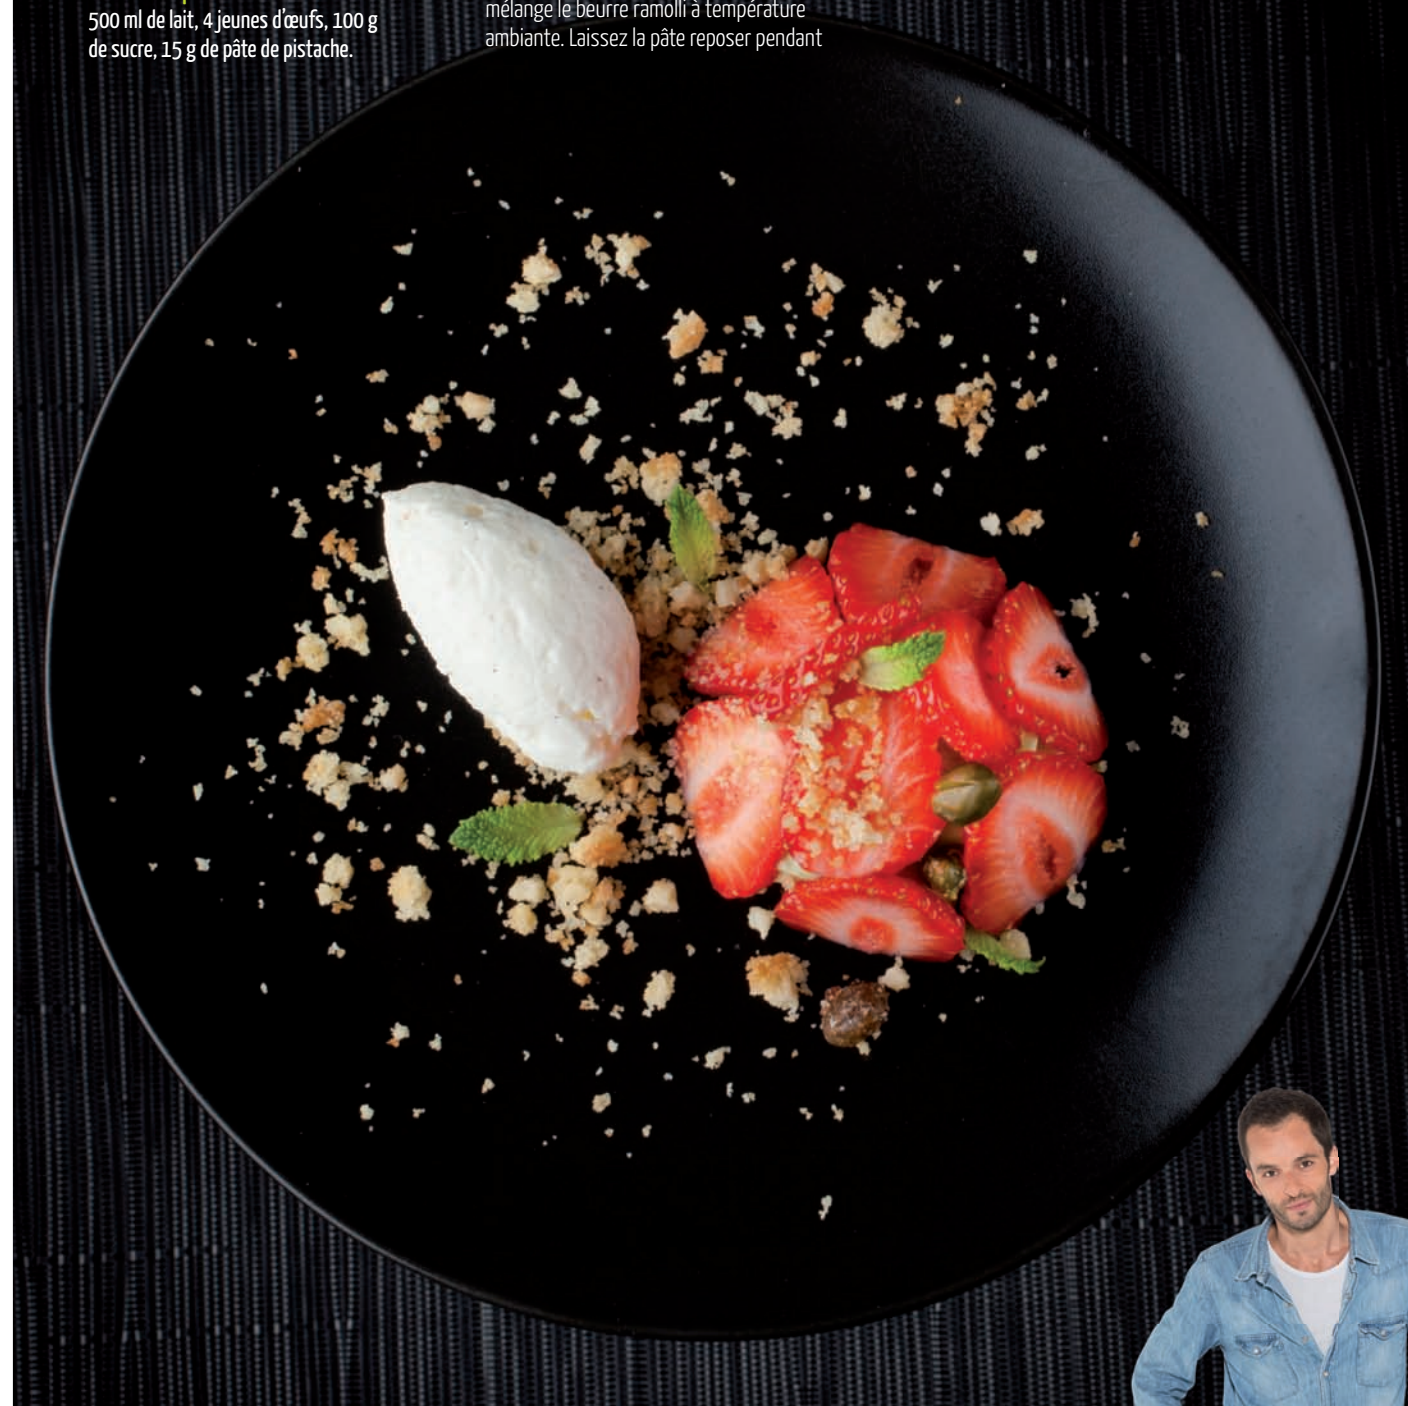 500 ml de lait, 4 jeunes d'œufs, 100 g
de sucre, 15 g de pâte de pistache.
mélange le beurre ramolli à température
ambiante. Laissez la pâte reposer pendant